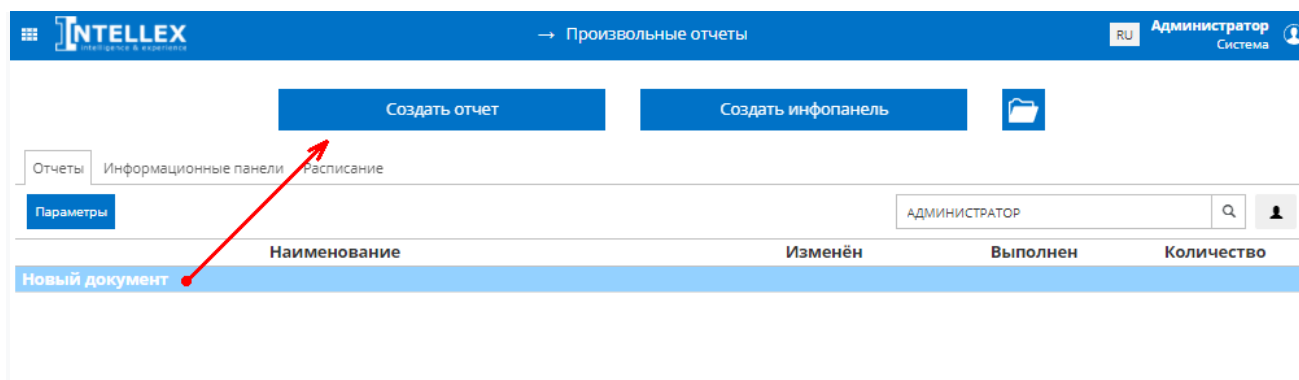 INTELLEX
intelligence & experience
→ Произвольные отчеты
RU
Администратор
Система
Создать отчет
Создать инфопанель
Отчеты
Информационные панели
Расписание
Параметры
АДМИНИСТРАТОР
Наименование
Изменён
Выполнен
Количество
Новый документ